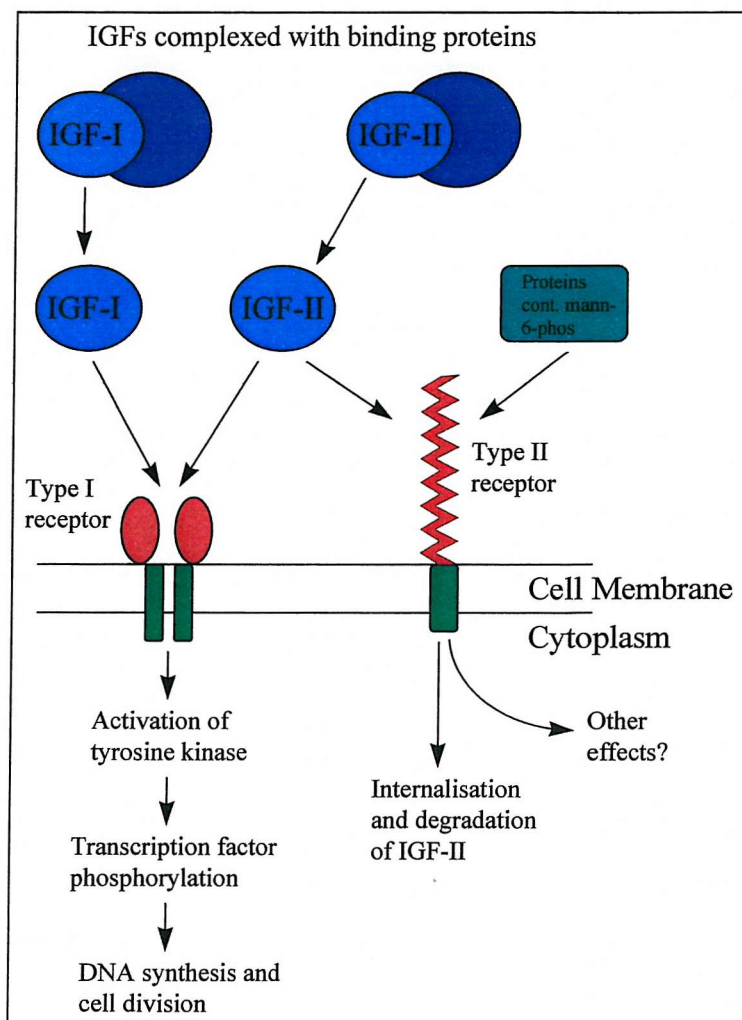 IGFs complexed with binding proteins
IGF-I
IGF-II
IGF-I
IGF-II
Proteins
cont. mann-
6-phos
Type I
receptor
Type II
receptor
Cell Membrane
Cytoplasm
Activation of
tyrosine kinase
Other
effects?
Internalisation
and degradation
of IGF-II
Transcription factor
phosphorylation
DNA synthesis and
cell division